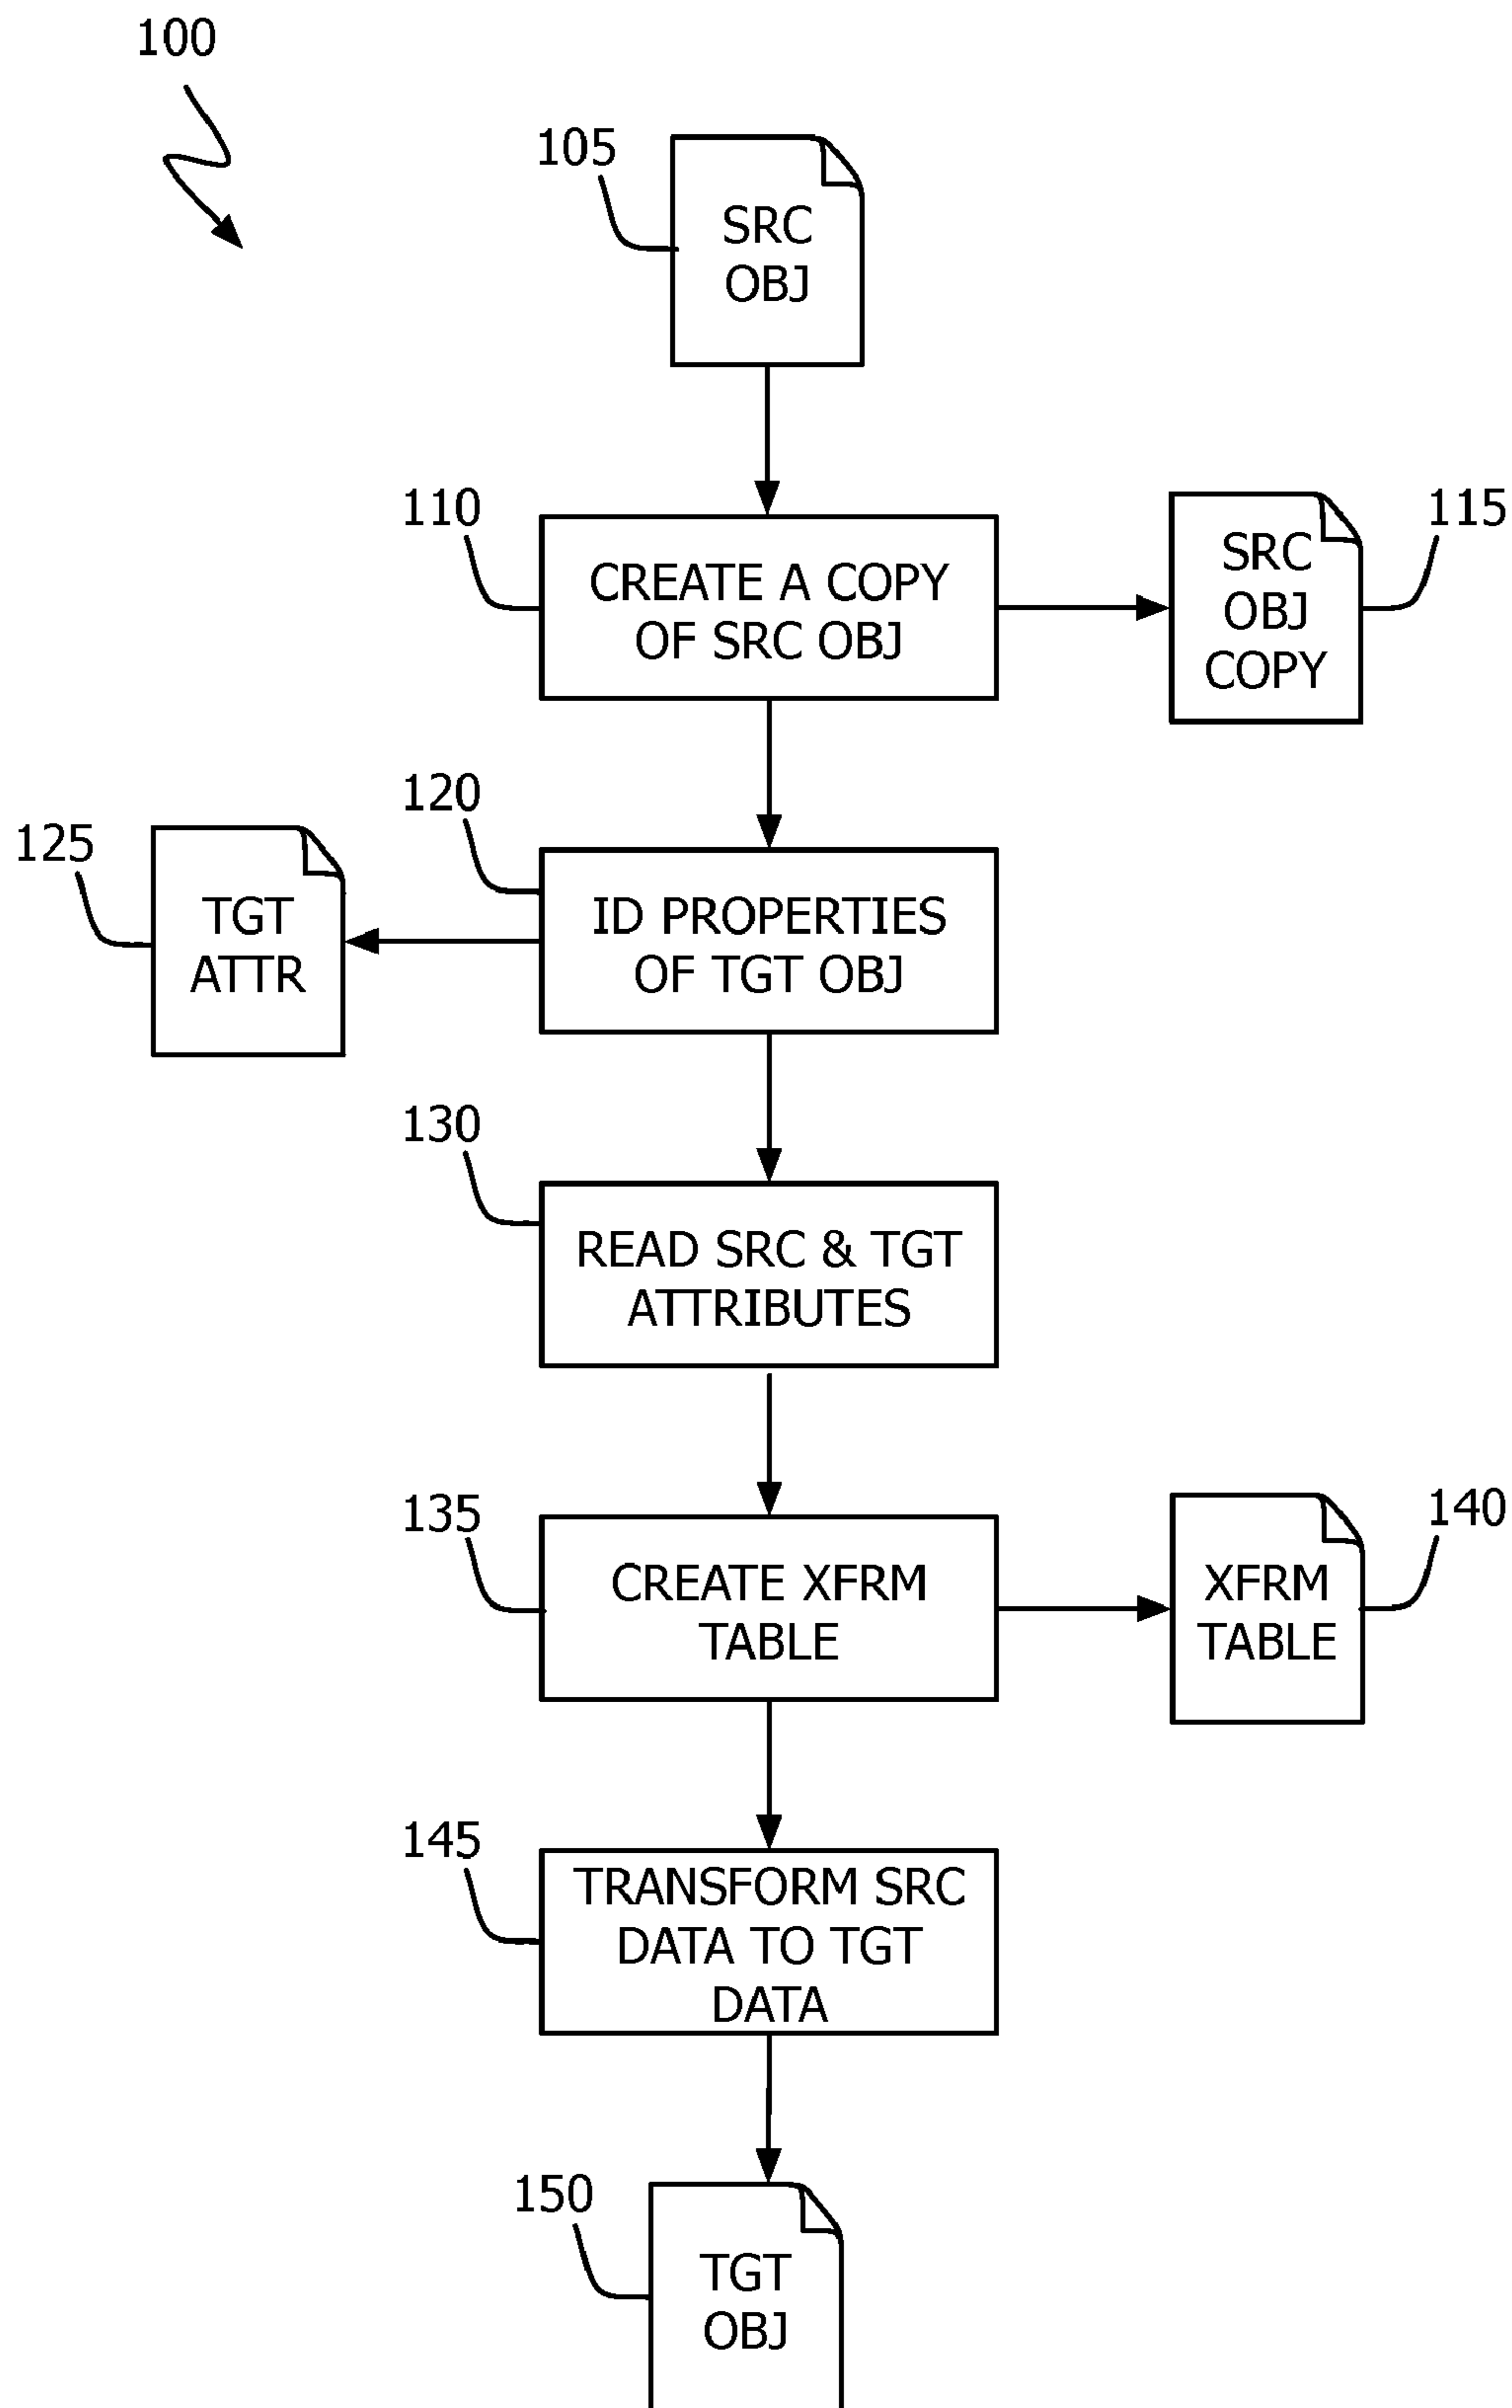 100
105
SRC
OBJ
110
CREATE A COPY
OF SRC OBJ
115
SRC
OBJ
COPY
120
ID PROPERTIES
OF TGT OBJ
125
TGT
ATTR
130
READ SRC & TGT
ATTRIBUTES
135
CREATE XFRM
TABLE
140
XFRM
TABLE
145
TRANSFORM SRC
DATA TO TGT
DATA
150
TGT
OBJ